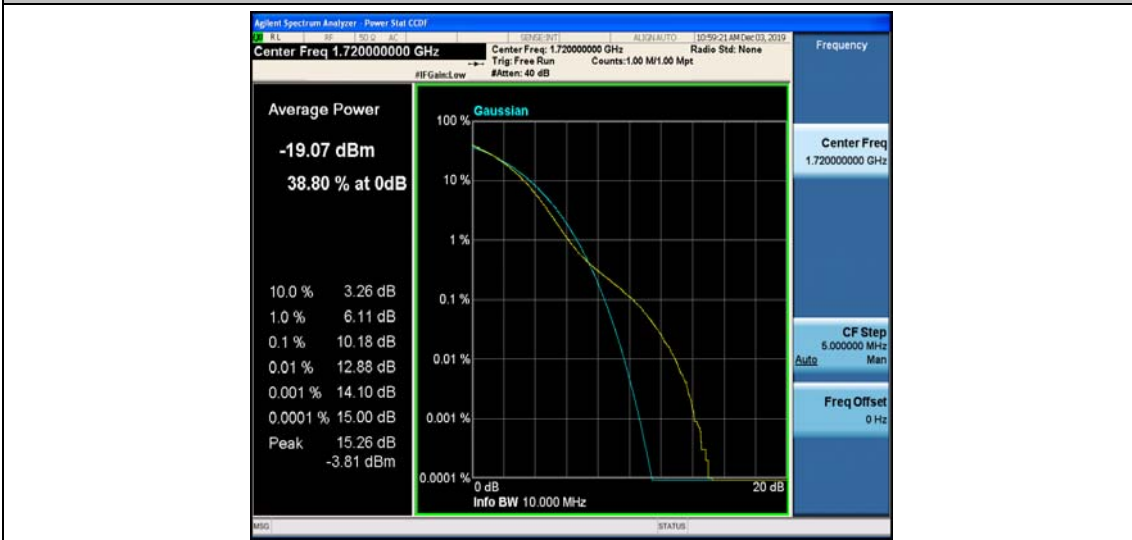 Agilent Spectrum Analyzer - Power Stat CCDF
RL RF 50 Ω AC SENSE:INT ALIGN AUTO 10:59:21 AM Dec 03, 2019
Center Freq 1.720000000 GHz
Center Freq: 1.720000000 GHz Radio Std: None
Trig: Free Run Counts:1.00 M/1.00 Mpt
#IFGain:Low #Atten: 40 dB
Frequency
Average Power
-19.07 dBm
38.80 % at 0dB
10.0 % 3.26 dB
1.0 % 6.11 dB
0.1 % 10.18 dB
0.01 % 12.88 dB
0.001 % 14.10 dB
0.0001 % 15.00 dB
Peak 15.26 dB
-3.81 dBm
Gaussian
100 %
10 %
1 %
0.1 %
0.01 %
0.001 %
0.0001 %
0 dB 20 dB
Info BW 10.000 MHz
Center Freq
1.720000000 GHz
CF Step
5.000000 MHz
Auto Man
Freq Offset
0 Hz
MSG STATUS